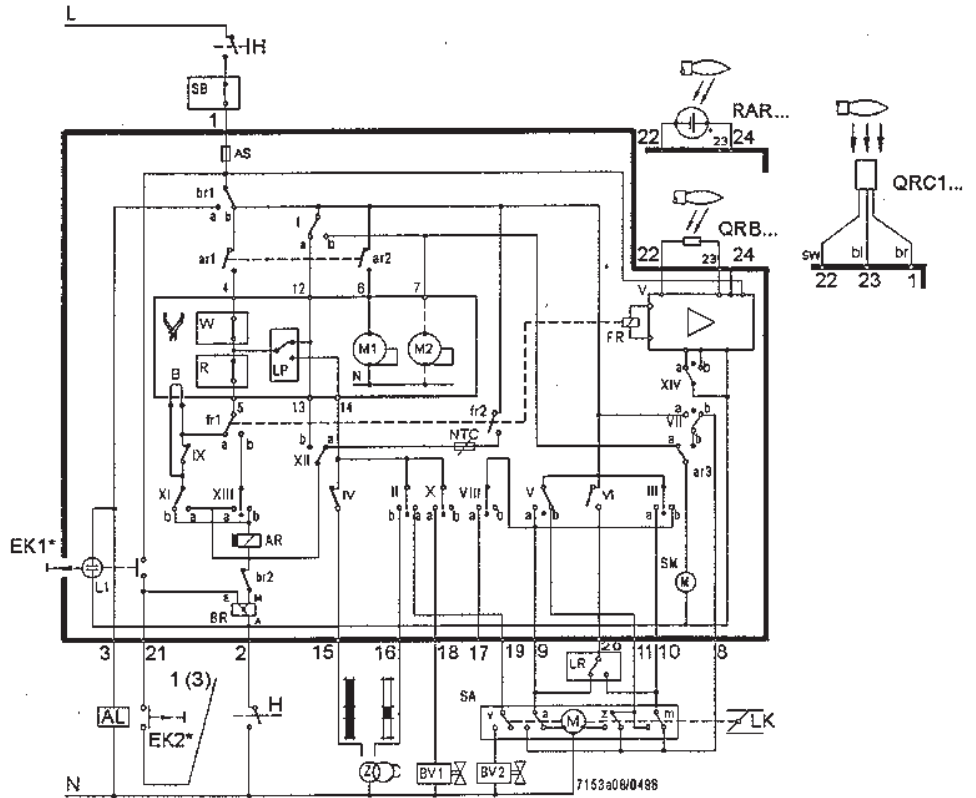 L
H
SB
1
AS
br1
a b
I
a b
ar1
ar2
4 12 6 7
W
R
LP
M1
M2
N
B
5 13 14
fr1
a b
IX
XI
XIII
b a a b
XII
b a
NTC
fr2
IV
II
X
VIII
V
VI
III
b a b a b
a b
a b
AR
br2
EK1*
L1
BR
a M
A
RAR...
22 23 24
QRB...
22 23 24
QRC1...
sw bl br
22 23 1
V
FR
a b
XIV
a b
VII
ar3
SM
M
3 21 2 15 16 18 17 19 9 20 11 10 8
1 (3)
H
LR
SA
v a M z m
LK
AL
EK2*
Z
BV1
BV2
N
7153a08/0496